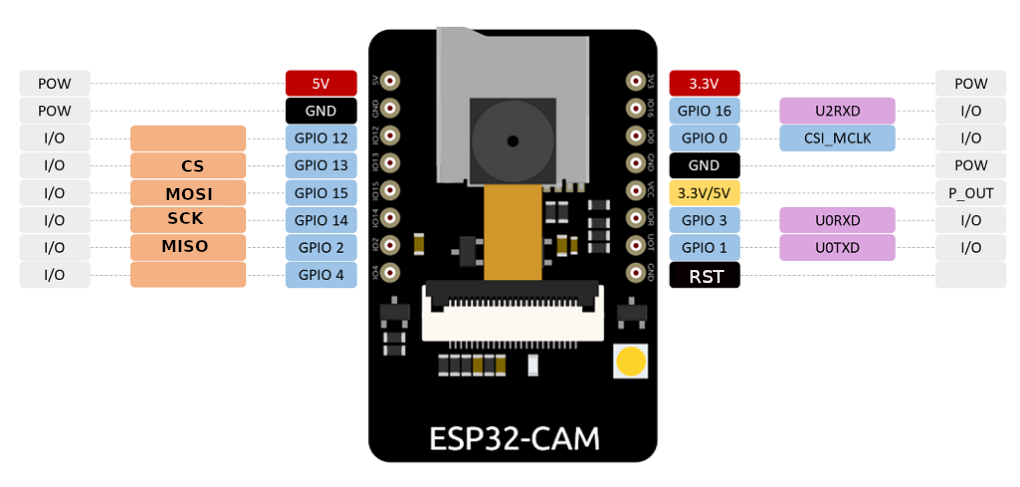 POW 5V 5V 3V3 3.3V POW
POW GND GND IO16 GPIO 16 U2RXD I/O
I/O GPIO 12 IO12 IO0 GPIO 0 CSI_MCLK I/O
I/O CS GPIO 13 IO13 GND GND POW
I/O MOSI GPIO 15 IO15 VCC 3.3V/5V P_OUT
I/O SCK GPIO 14 IO14 UOR GPIO 3 U0RXD I/O
I/O MISO GPIO 2 IO2 UOT GPIO 1 U0TXD I/O
I/O GPIO 4 IO4 GND RST
ESP32-CAM